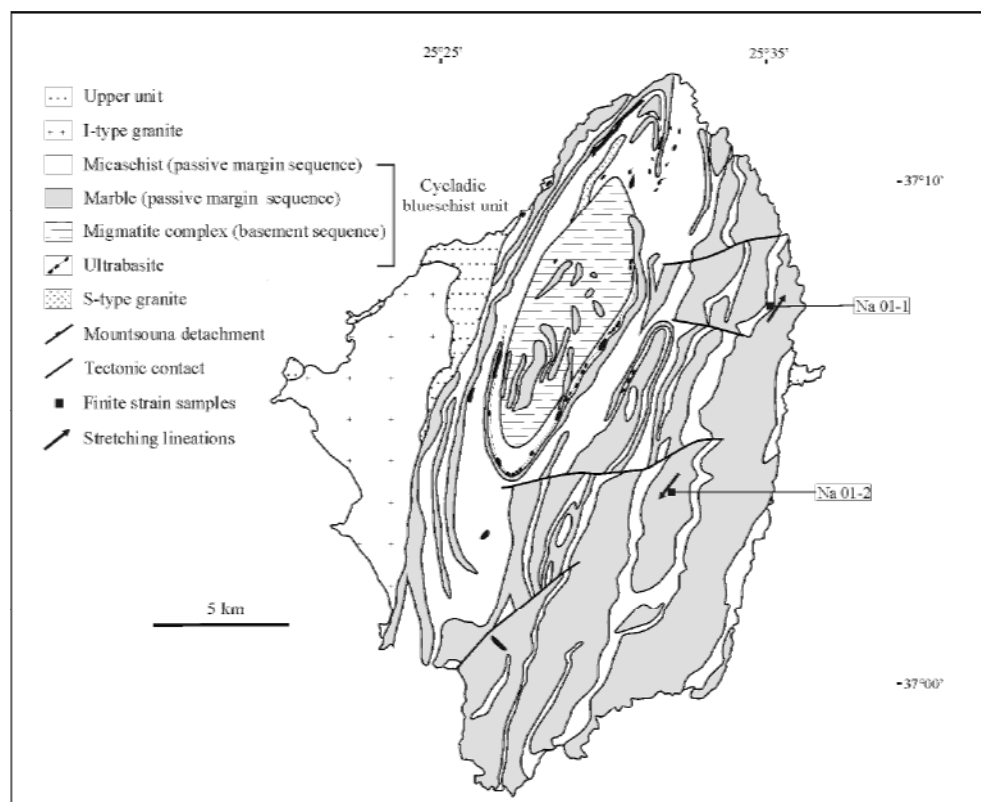 25°25'
25°35'
Upper unit
I-type granite
Micaschist (passive margin sequence)
Marble (passive margin sequence)
Migmatite complex (basement sequence)
Ultrabasite
S-type granite
Mountsouna detachment
Tectonic contact
Finite strain samples
Stretching lineations
Cycladic
blueschist unit
37°10'
Na 01-1
Na 01-2
5 km
37°00'